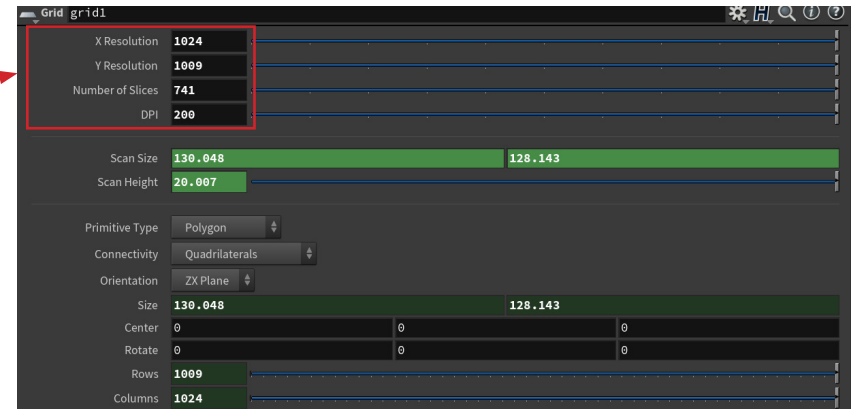 Grid grid1
X Resolution 1024
Y Resolution 1009
Number of Slices 741
DPI 200
Scan Size 130.048 128.143
Scan Height 20.007
Primitive Type Polygon
Connectivity Quadrilaterals
Orientation ZX Plane
Size 130.048 128.143
Center 0 0 0
Rotate 0 0 0
Rows 1009
Columns 1024